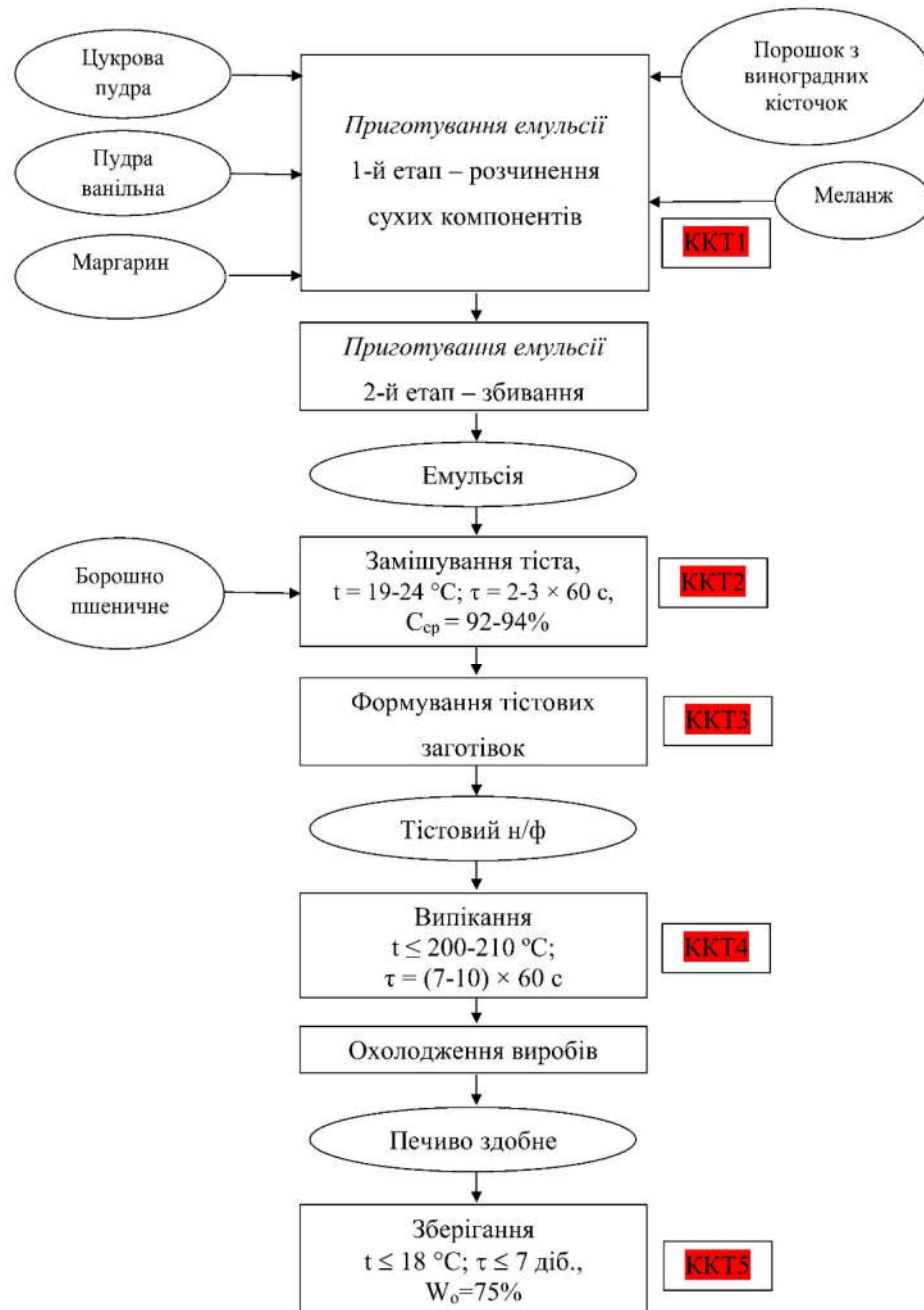 Цукрова
пудра
Порошок з
виноградних
кісточок
Приготування емульсії
1-й етап – розчинення
сухих компонентів
Пудра
ванільна
Меланж
ККТ1
Маргарин
Приготування емульсії
2-й етап – збивання
Емульсія
Борошно
пшеничне
Замішування тіста,
t = 19-24 °C; τ = 2-3 × 60 с,
Сср = 92-94%
ККТ2
Формування тістових
заготівок
ККТ3
Тістовий н/ф
Випікання
t ≤ 200-210 ºC;
τ = (7-10) × 60 с
ККТ4
Охолодження виробів
Печиво здобне
Зберігання
t ≤ 18 °C; τ ≤ 7 діб.,
Wо=75%
ККТ5